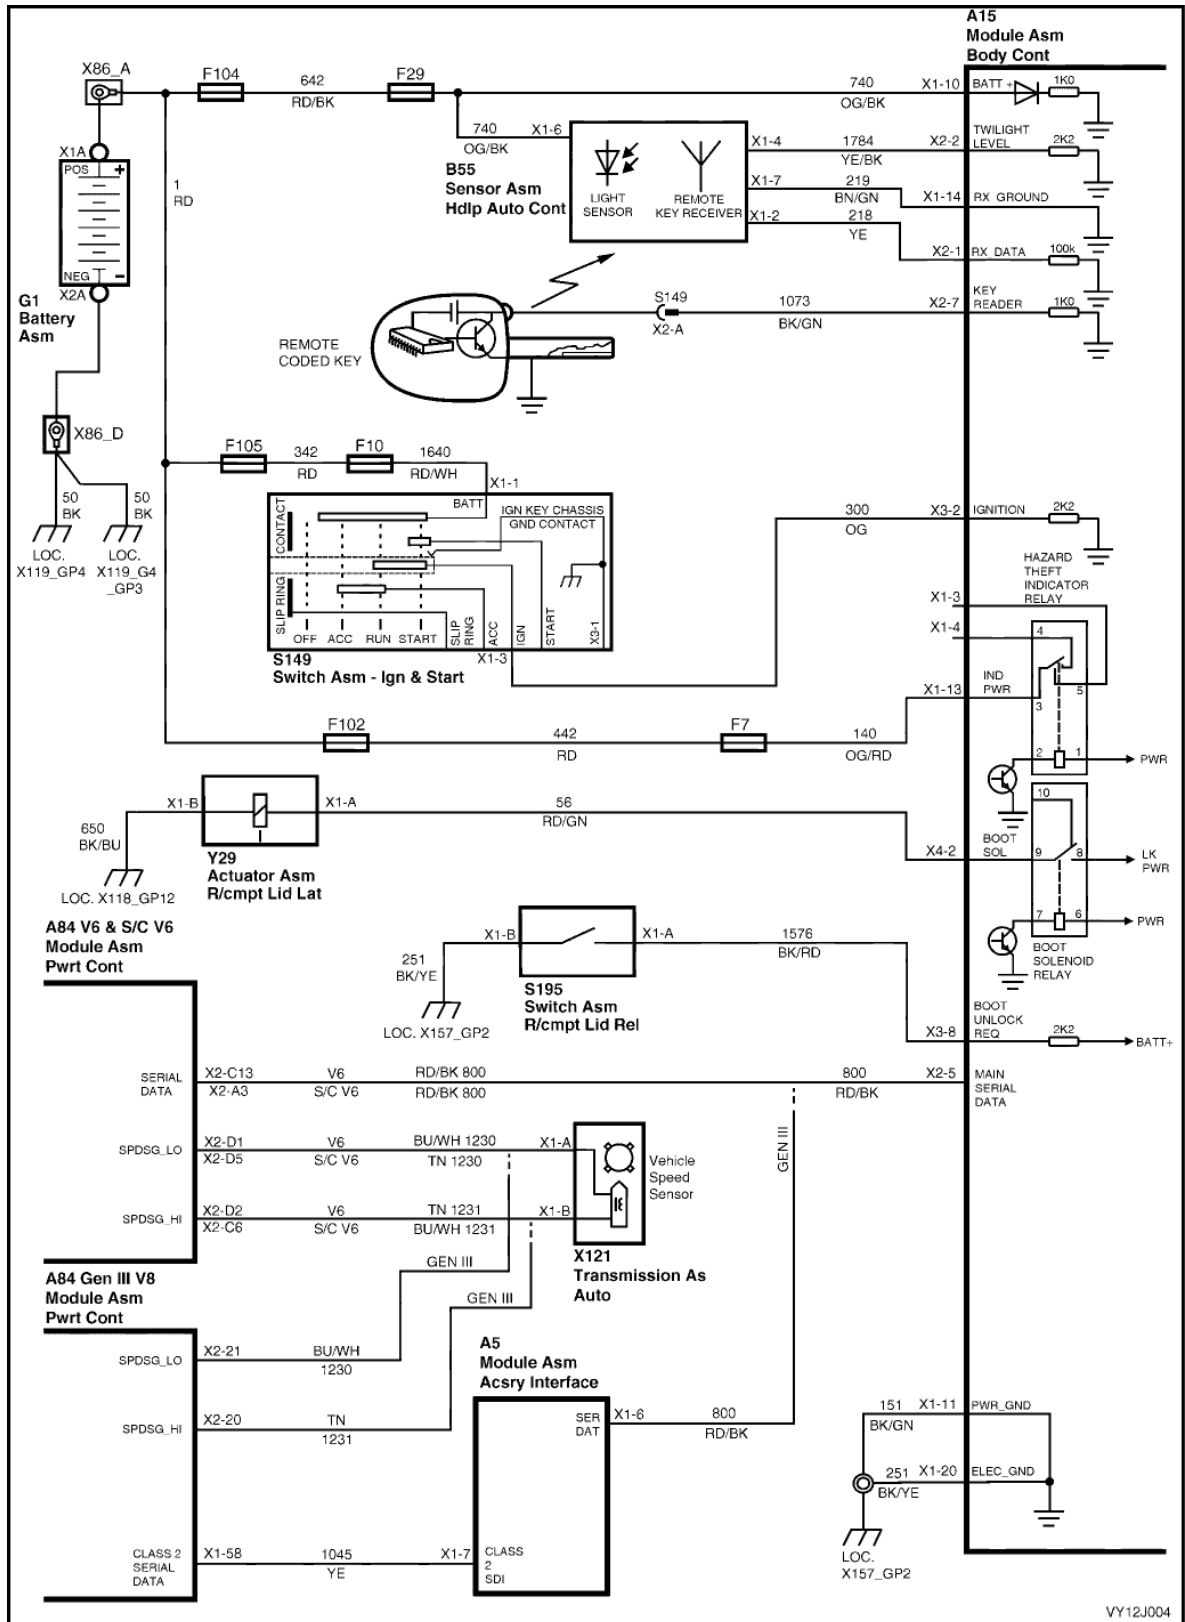 A15
Module Asm
Body Cont
X86_A
F104
642
RD/BK
F29
740
OG/BK
X1-10
BATT +
1K0
X1A
POS +
740
OG/BK
X1-6
X1-4
1784
YE/BK
X2-2
TWILIGHT
LEVEL
2K2
B55
Sensor Asm
Hdlp Auto Cont
LIGHT
SENSOR
REMOTE
KEY RECEIVER
X1-7
219
BN/GN
X1-14
RX_GROUND
X1-2
218
YE
X2-1
RX_DATA
100k
1
RD
NEG -
X2A
G1
Battery
Asm
REMOTE
CODED KEY
S149
X2-A
1073
BK/GN
X2-7
KEY
READER
1K0
X86_D
50
BK
50
BK
LOC.
X119_GP4
LOC.
X119_G4
_GP3
F105
342
RD
F10
1640
RD/WH
X1-1
BATT
CONTACT
IGN KEY CHASSIS
GND CONTACT
SLIP RING
OFF
ACC
RUN
START
SLIP
RING
ACC
IGN
START
X3-1
X1-3
S149
Switch Asm - Ign & Start
300
OG
X3-2
IGNITION
2K2
HAZARD
THEFT
INDICATOR
RELAY
X1-3
X1-4
4
5
3
IND
PWR
X1-13
2
1
PWR
F102
442
RD
F7
140
OG/RD
X1-B
X1-A
56
RD/GN
650
BK/BU
LOC. X118_GP12
Y29
Actuator Asm
R/cmpt Lid Lat
X4-2
BOOT
SOL
10
9
8
LK
PWR
7
6
PWR
BOOT
SOLENOID
RELAY
A84 V6 & S/C V6
Module Asm
Pwrt Cont
X1-B
X1-A
1576
BK/RD
251
BK/YE
LOC. X157_GP2
S195
Switch Asm
R/cmpt Lid Rel
X3-8
BOOT
UNLOCK
REQ
2K2
BATT+
SERIAL
DATA
X2-C13
V6
RD/BK 800
X2-A3
S/C V6
RD/BK 800
800
RD/BK
X2-5
MAIN
SERIAL
DATA
SPDSG_LO
X2-D1
V6
BU/WH 1230
X1-A
X2-D5
S/C V6
TN 1230
Vehicle
Speed
Sensor
GEN III
SPDSG_HI
X2-D2
V6
TN 1231
X1-B
X2-C6
S/C V6
BU/WH 1231
X121
Transmission As
Auto
GEN III
GEN III
A84 Gen III V8
Module Asm
Pwrt Cont
SPDSG_LO
X2-21
BU/WH
1230
SPDSG_HI
X2-20
TN
1231
A5
Module Asm
Acsry Interface
SER
DAT
X1-6
800
RD/BK
151
X1-11
PWR_GND
BK/GN
251
X1-20
ELEC_GND
BK/YE
LOC.
X157_GP2
CLASS 2
SERIAL
DATA
X1-58
1045
YE
X1-7
CLASS
2
SDI
VY12J004